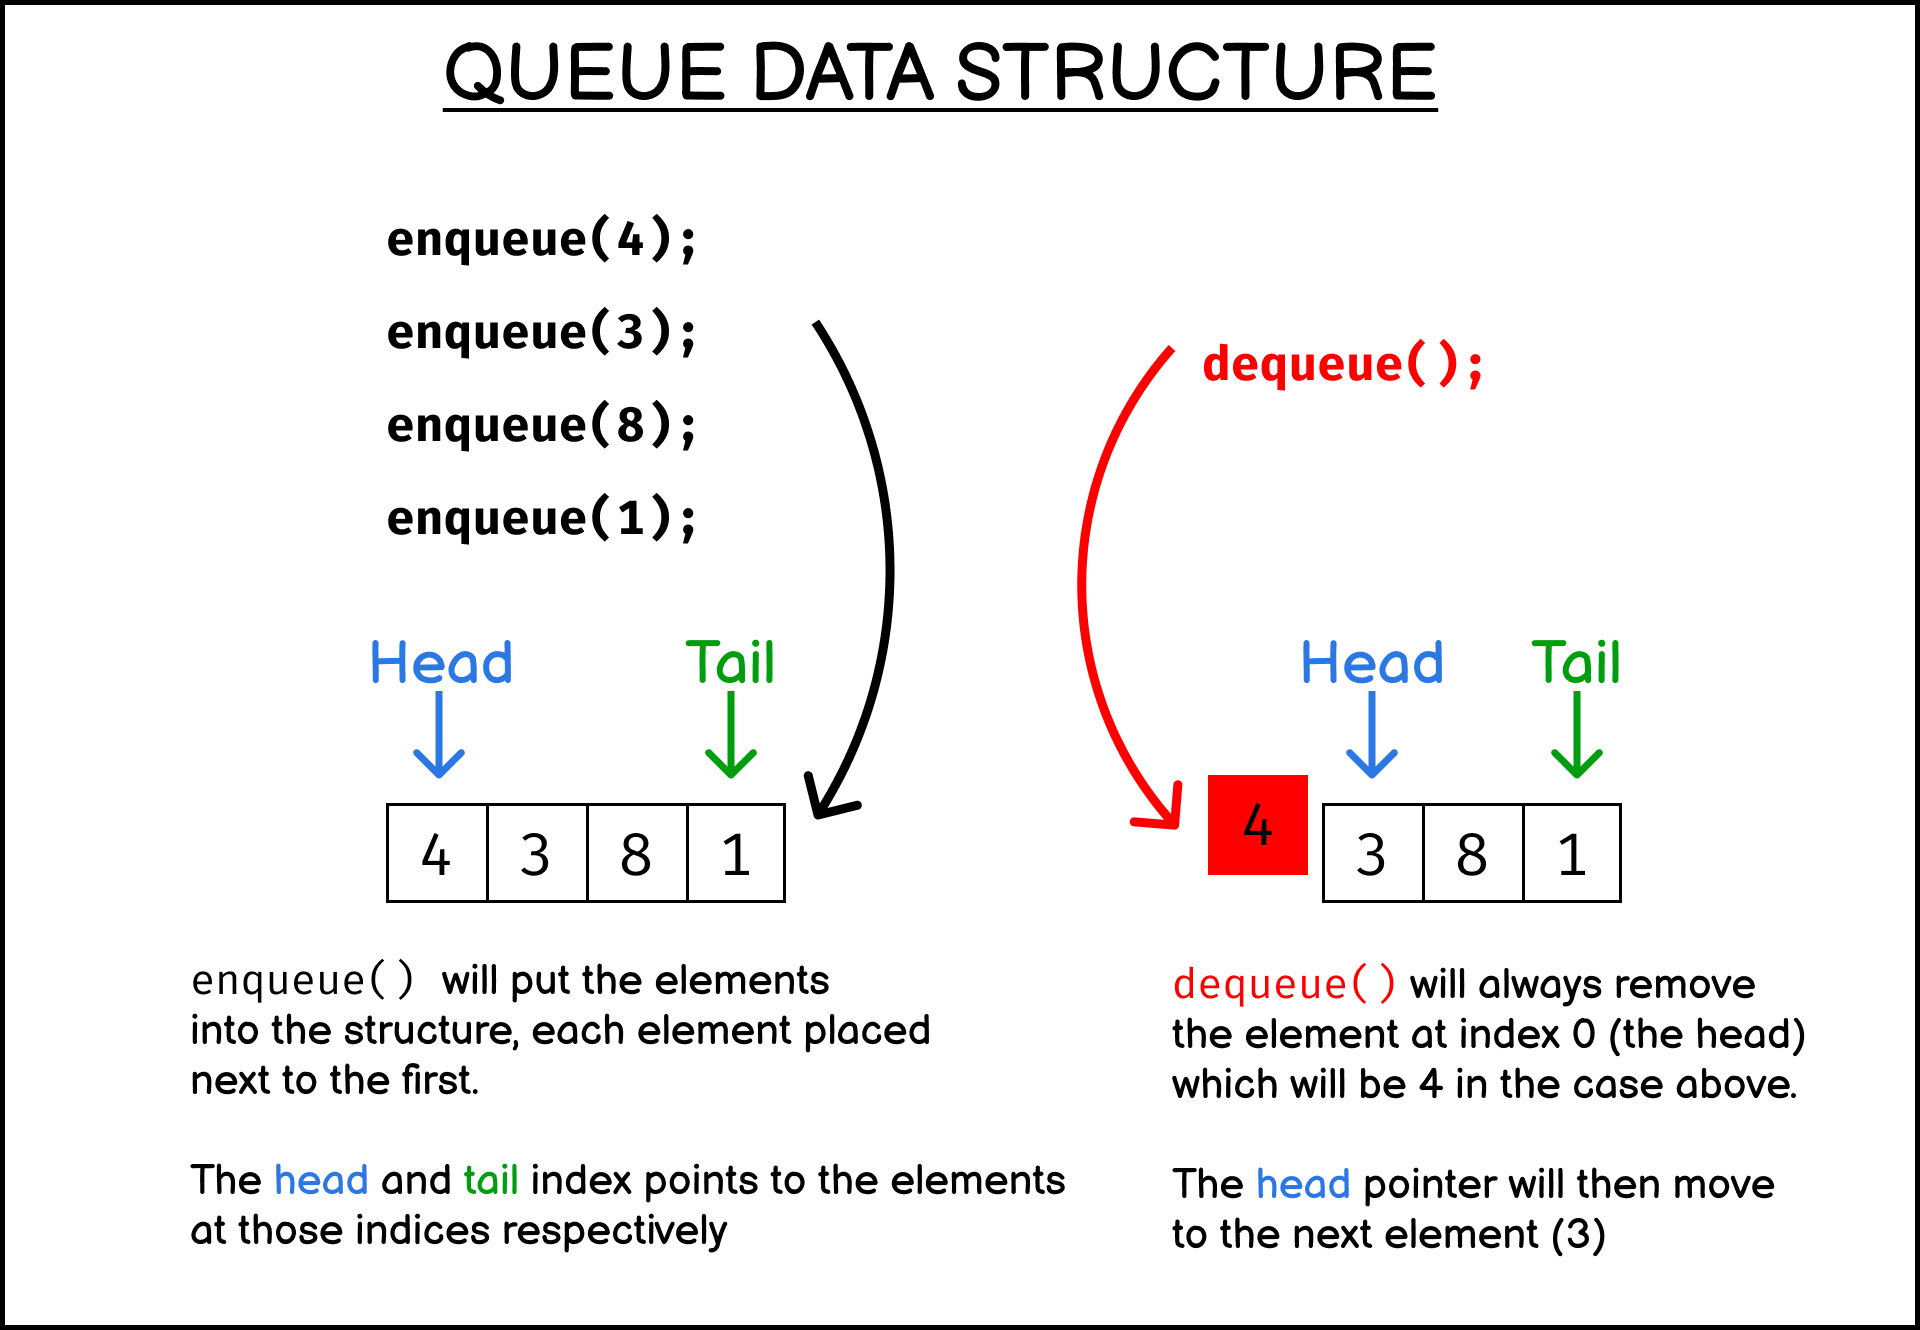 QUEUE DATA STRUCTURE
enqueue(4);
enqueue(3);
enqueue(8);
enqueue(1);
Head Tail
4 3 8 1
enqueue() will put the elements
into the structure, each element placed
next to the first.
The head and tail index points to the elements
at those indices respectively
dequeue();
Head Tail
4 3 8 1
dequeue() will always remove
the element at index 0 (the head)
which will be 4 in the case above.
The head pointer will then move
to the next element (3)